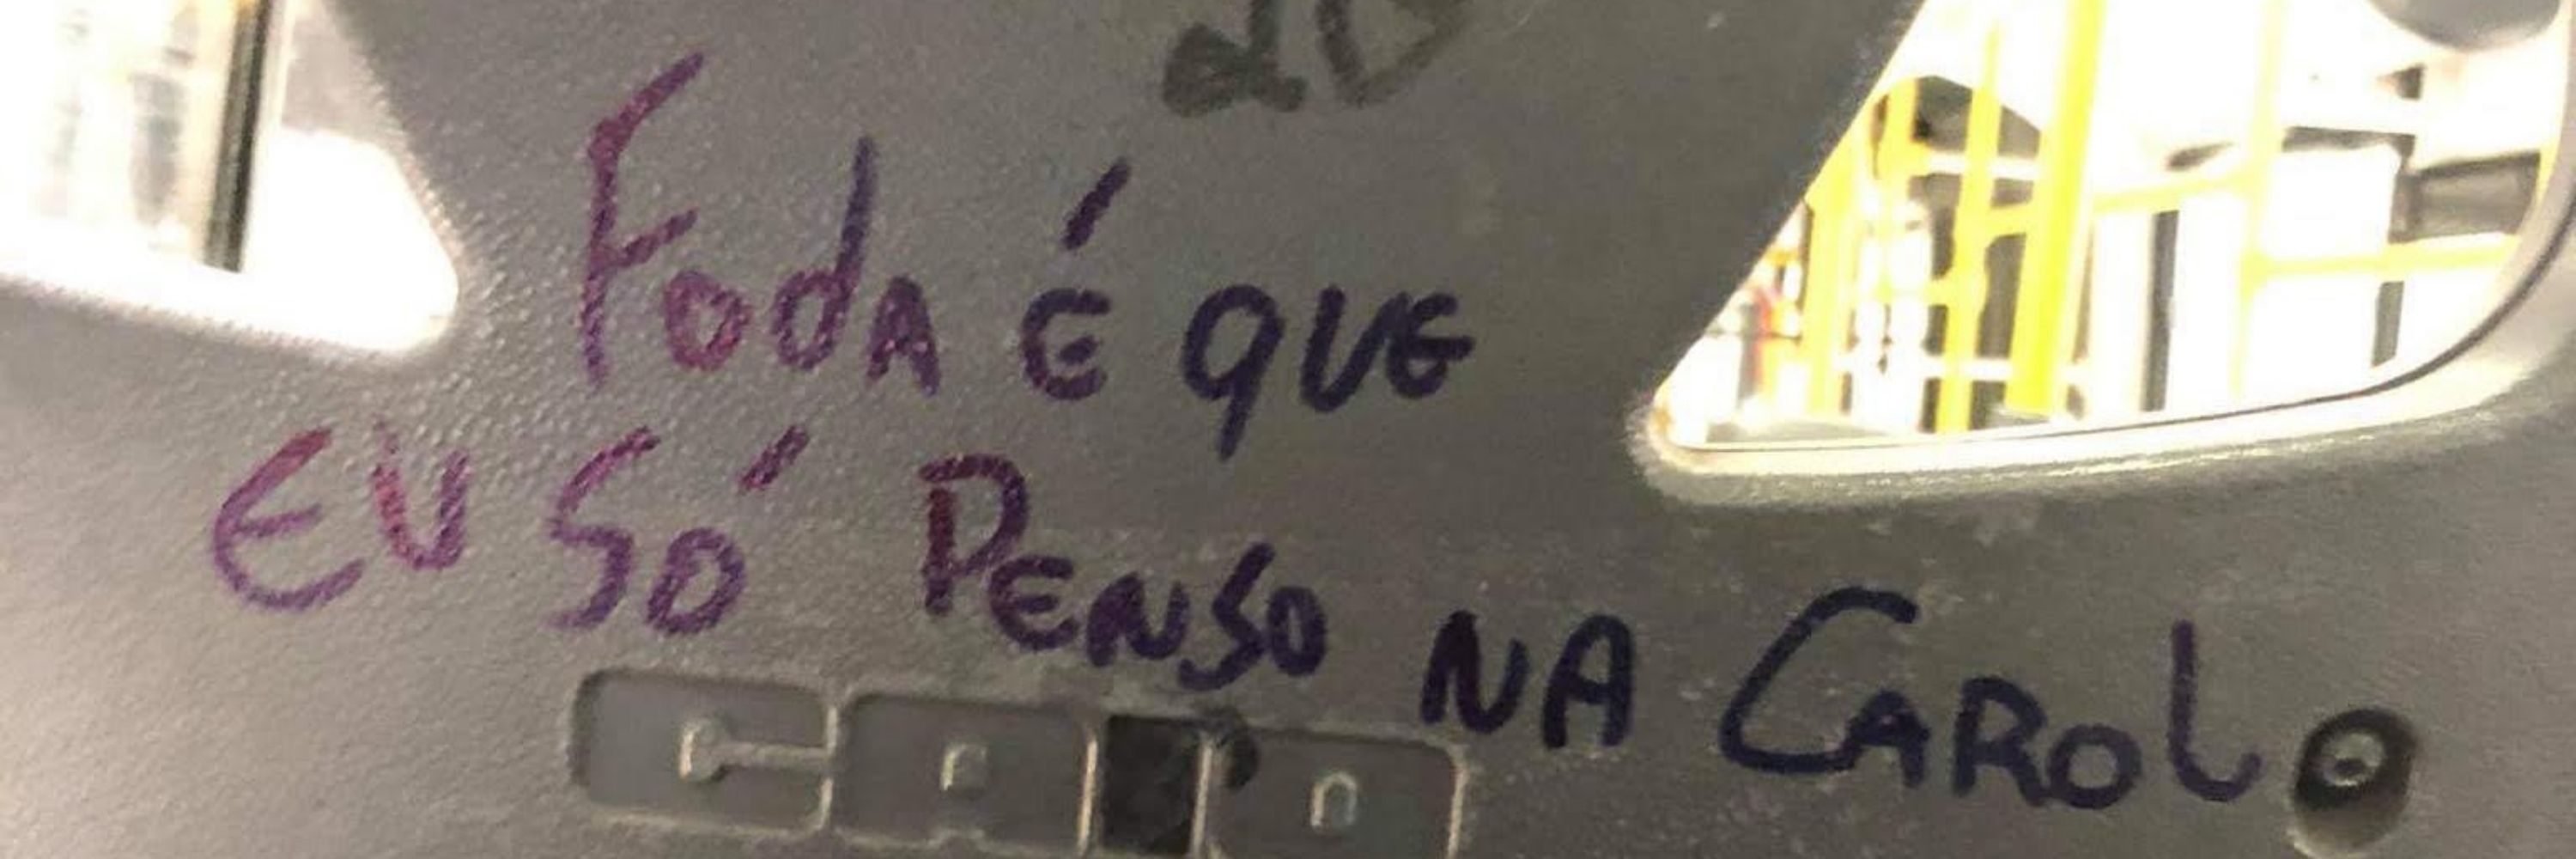 Foda É QUE
EU Só PENSO NA CAROL